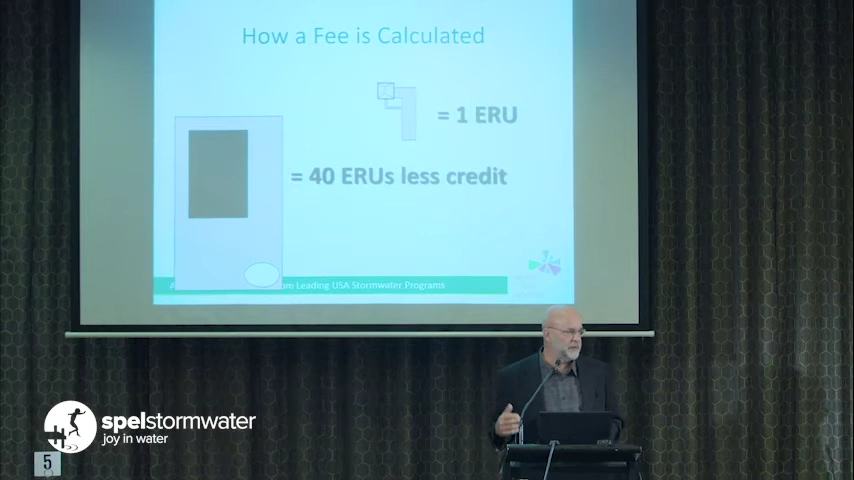 How a Fee is Calculated
= 1 ERU
= 40 ERUs less credit
Leading USA Stormwater Programs
spelstormwater
joy in water
5